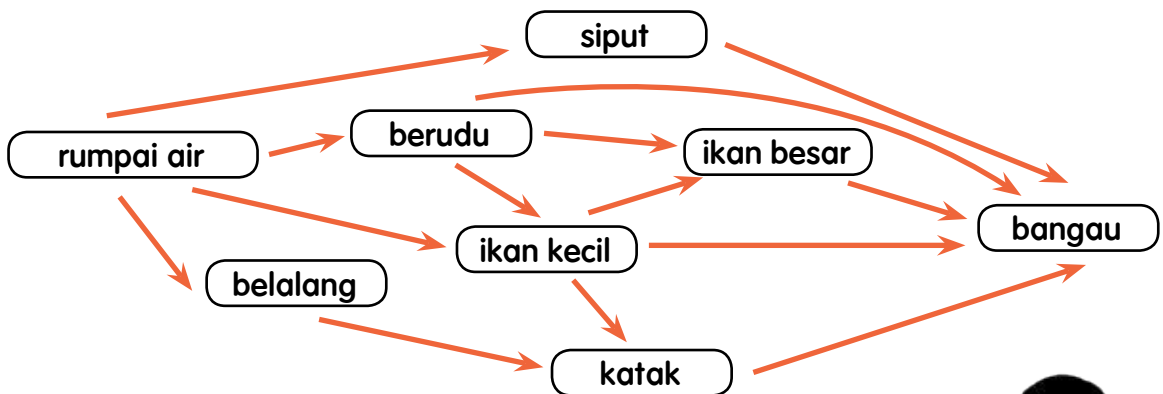 siput
berudu
rumpai air
ikan besar
bangau
ikan kecil
belalang
katak